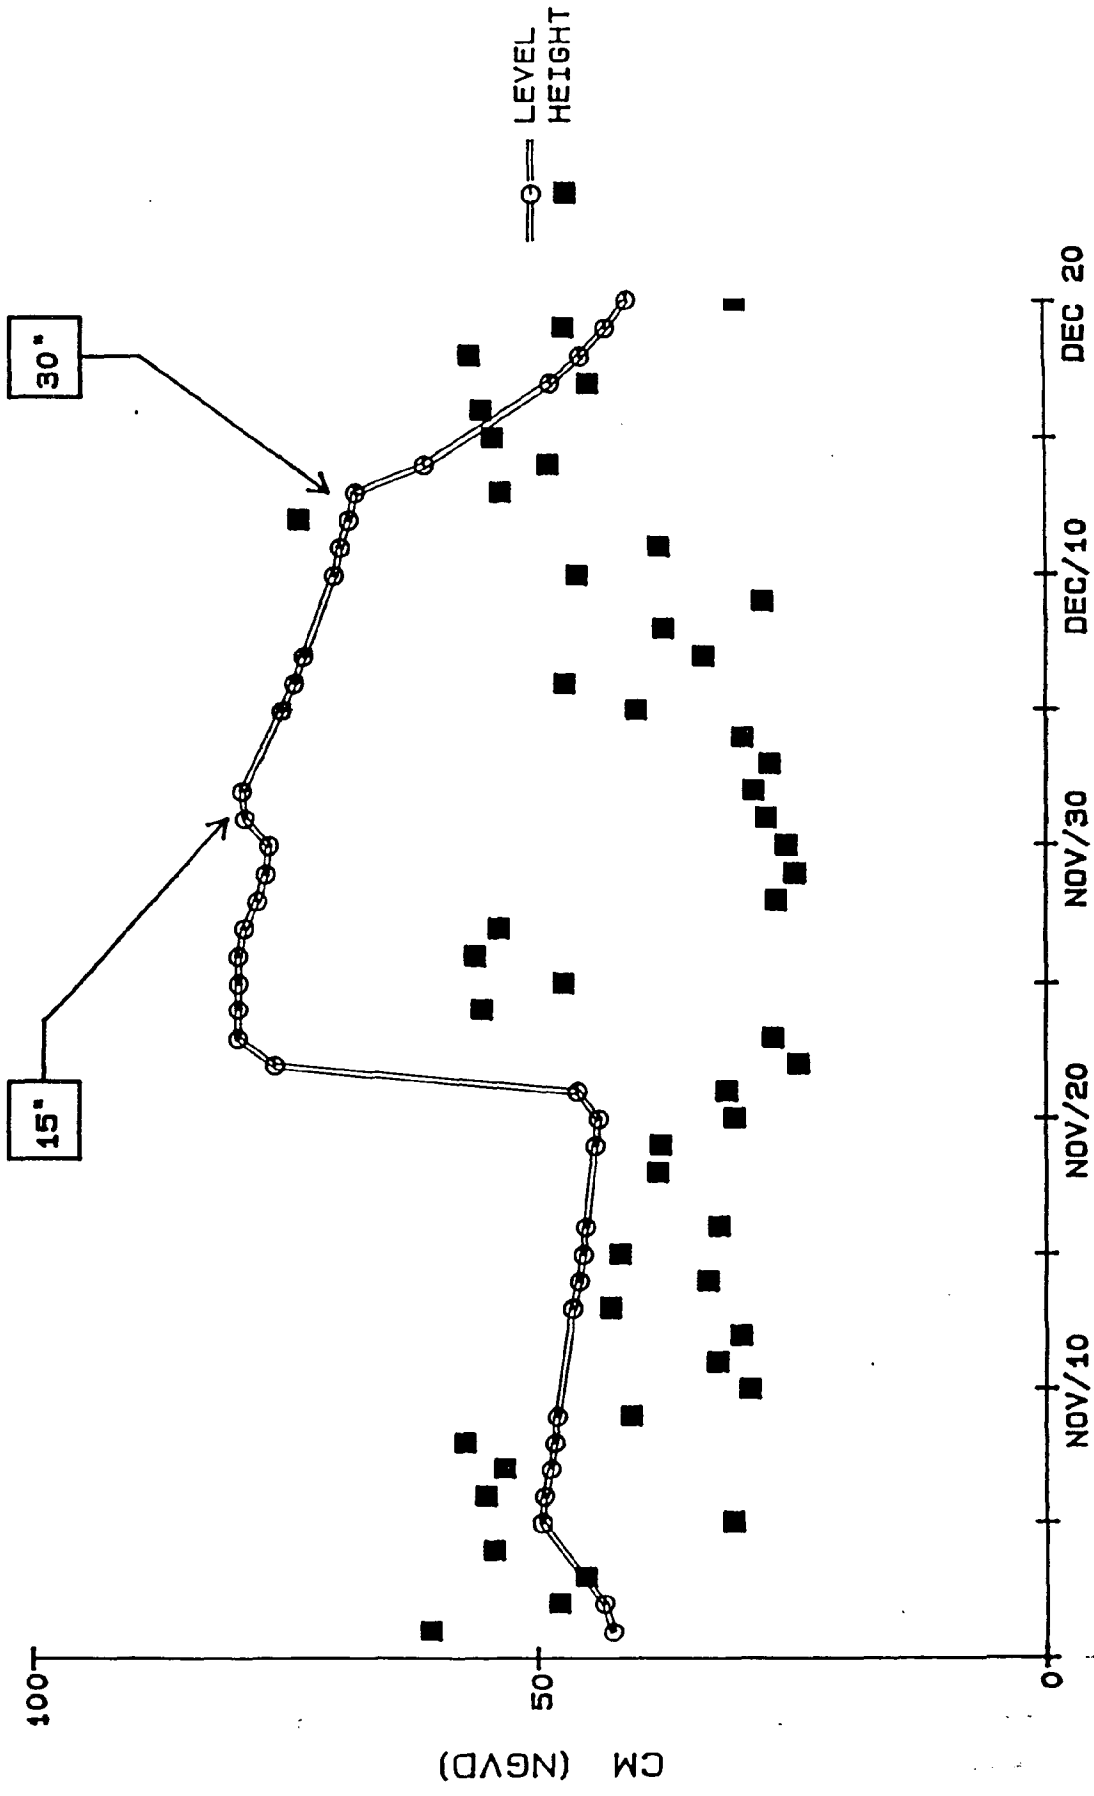 15"
30"
100
50
0
CM (NGVD)
NOV/10
NOV/20
NOV/30
DEC/10
DEC 20
LEVEL
HEIGHT